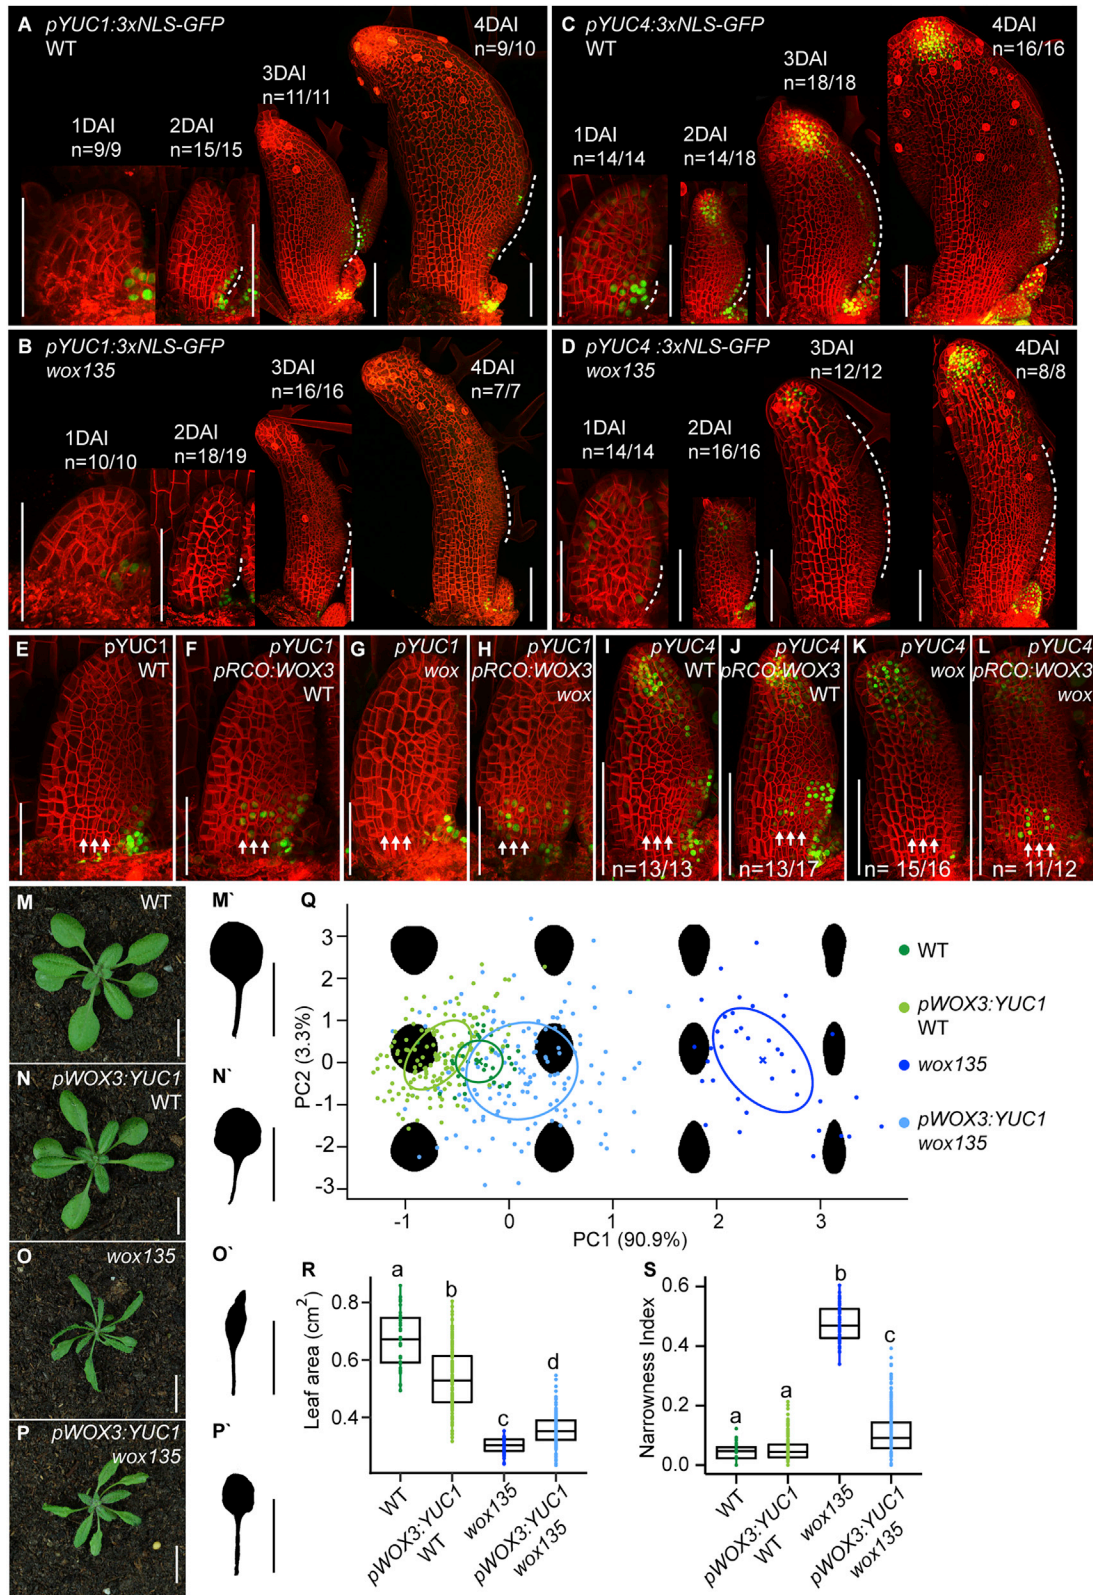 A pYUC1:3xNLS-GFP
WT
1DAI
n=9/9
2DAI
n=15/15
3DAI
n=11/11
4DAI
n=9/10
C pYUC4:3xNLS-GFP
WT
1DAI
n=14/14
2DAI
n=14/18
3DAI
n=18/18
4DAI
n=16/16
B pYUC1:3xNLS-GFP
wox135
1DAI
n=10/10
2DAI
n=18/19
3DAI
n=16/16
4DAI
n=7/7
D pYUC4 :3xNLS-GFP
wox135
1DAI
n=14/14
2DAI
n=16/16
3DAI
n=12/12
4DAI
n=8/8
E pYUC1
WT
F pYUC1
pRCO:WOX3
WT
G pYUC1
wox
H pYUC1
pRCO:WOX3
wox
I pYUC4
WT
n=13/13
J pYUC4
pRCO:WOX3
WT
n=13/17
K pYUC4
wox
n= 15/16
L pYUC4
pRCO:WOX3
wox
n= 11/12
M WT
M`
N pWOX3:YUC1
WT
N`
O wox135
O`
P pWOX3:YUC1
wox135
P`
Q
PC2 (3.3%)
3
2
1
0
-1
-2
-3
-1 0 1 2 3
PC1 (90.9%)
WT
pWOX3:YUC1
WT
wox135
pWOX3:YUC1
wox135
R
Leaf area (cm2)
0.8
0.6
0.4
a b c d
WT
pWOX3:YUC1
WT
wox135
pWOX3:YUC1
wox135
S
Narrowness Index
0.6
0.4
0.2
0.0
a a b c
WT
pWOX3:YUC1
WT
wox135
pWOX3:YUC1
wox135